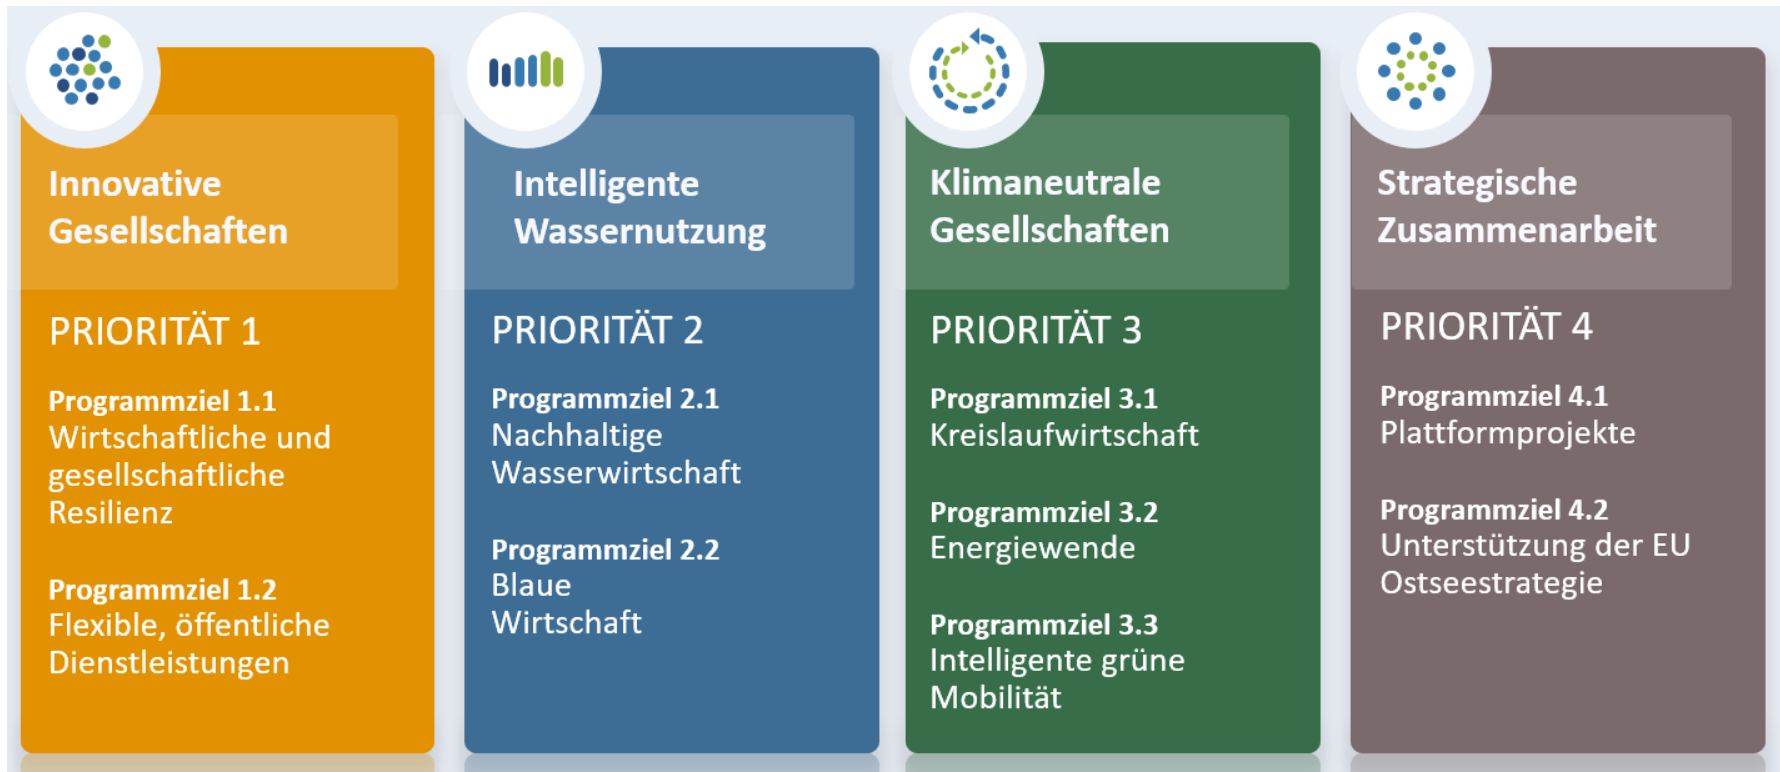 Innovative
Gesellschaften
PRIORITÄT 1
Programmziel 1.1
Wirtschaftliche und
gesellschaftliche
Resilienz
Programmziel 1.2
Flexible, öffentliche
Dienstleistungen
Intelligente
Wassernutzung
PRIORITÄT 2
Programmziel 2.1
Nachhaltige
Wasserwirtschaft
Programmziel 2.2
Blaue
Wirtschaft
Klimaneutrale
Gesellschaften
PRIORITÄT 3
Programmziel 3.1
Kreislaufwirtschaft
Programmziel 3.2
Energiewende
Programmziel 3.3
Intelligente grüne
Mobilität
Strategische
Zusammenarbeit
PRIORITÄT 4
Programmziel 4.1
Plattformprojekte
Programmziel 4.2
Unterstützung der EU
Ostseestrategie